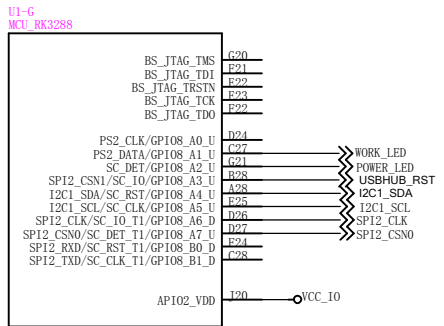 U1-G
MCU_RK3288
BS_JTAG_TMS G20
BS_JTAG_TDI F21
BS_JTAG_TRSTN F22
BS_JTAG_TCK E23
BS_JTAG_TDO E22
PS2_CLK/GPIO8_A0_U D24
PS2_DATA/GPIO8_A1_U C27 WORK_LED
SC_DET/GPIO8_A2_U G21 POWER_LED
SPI2_CSN1/SC_IO/GPIO8_A3_U B28 USBHUB_RST
I2C1_SDA/SC_RST/GPIO8_A4_U A28 I2C1_SDA
I2C1_SCL/SC_CLK/GPIO8_A5_U E25 I2C1_SCL
SPI2_CLK/SC_IO_T1/GPIO8_A6_D D26 SPI2_CLK
SPI2_CSN0/SC_DET_T1/GPIO8_A7_U D27 SPI2_CSN0
SPI2_RXD/SC_RST_T1/GPIO8_B0_D F24
SPI2_TXD/SC_CLK_T1/GPIO8_B1_D C28
APIO2_VDD J20 VCC_IO